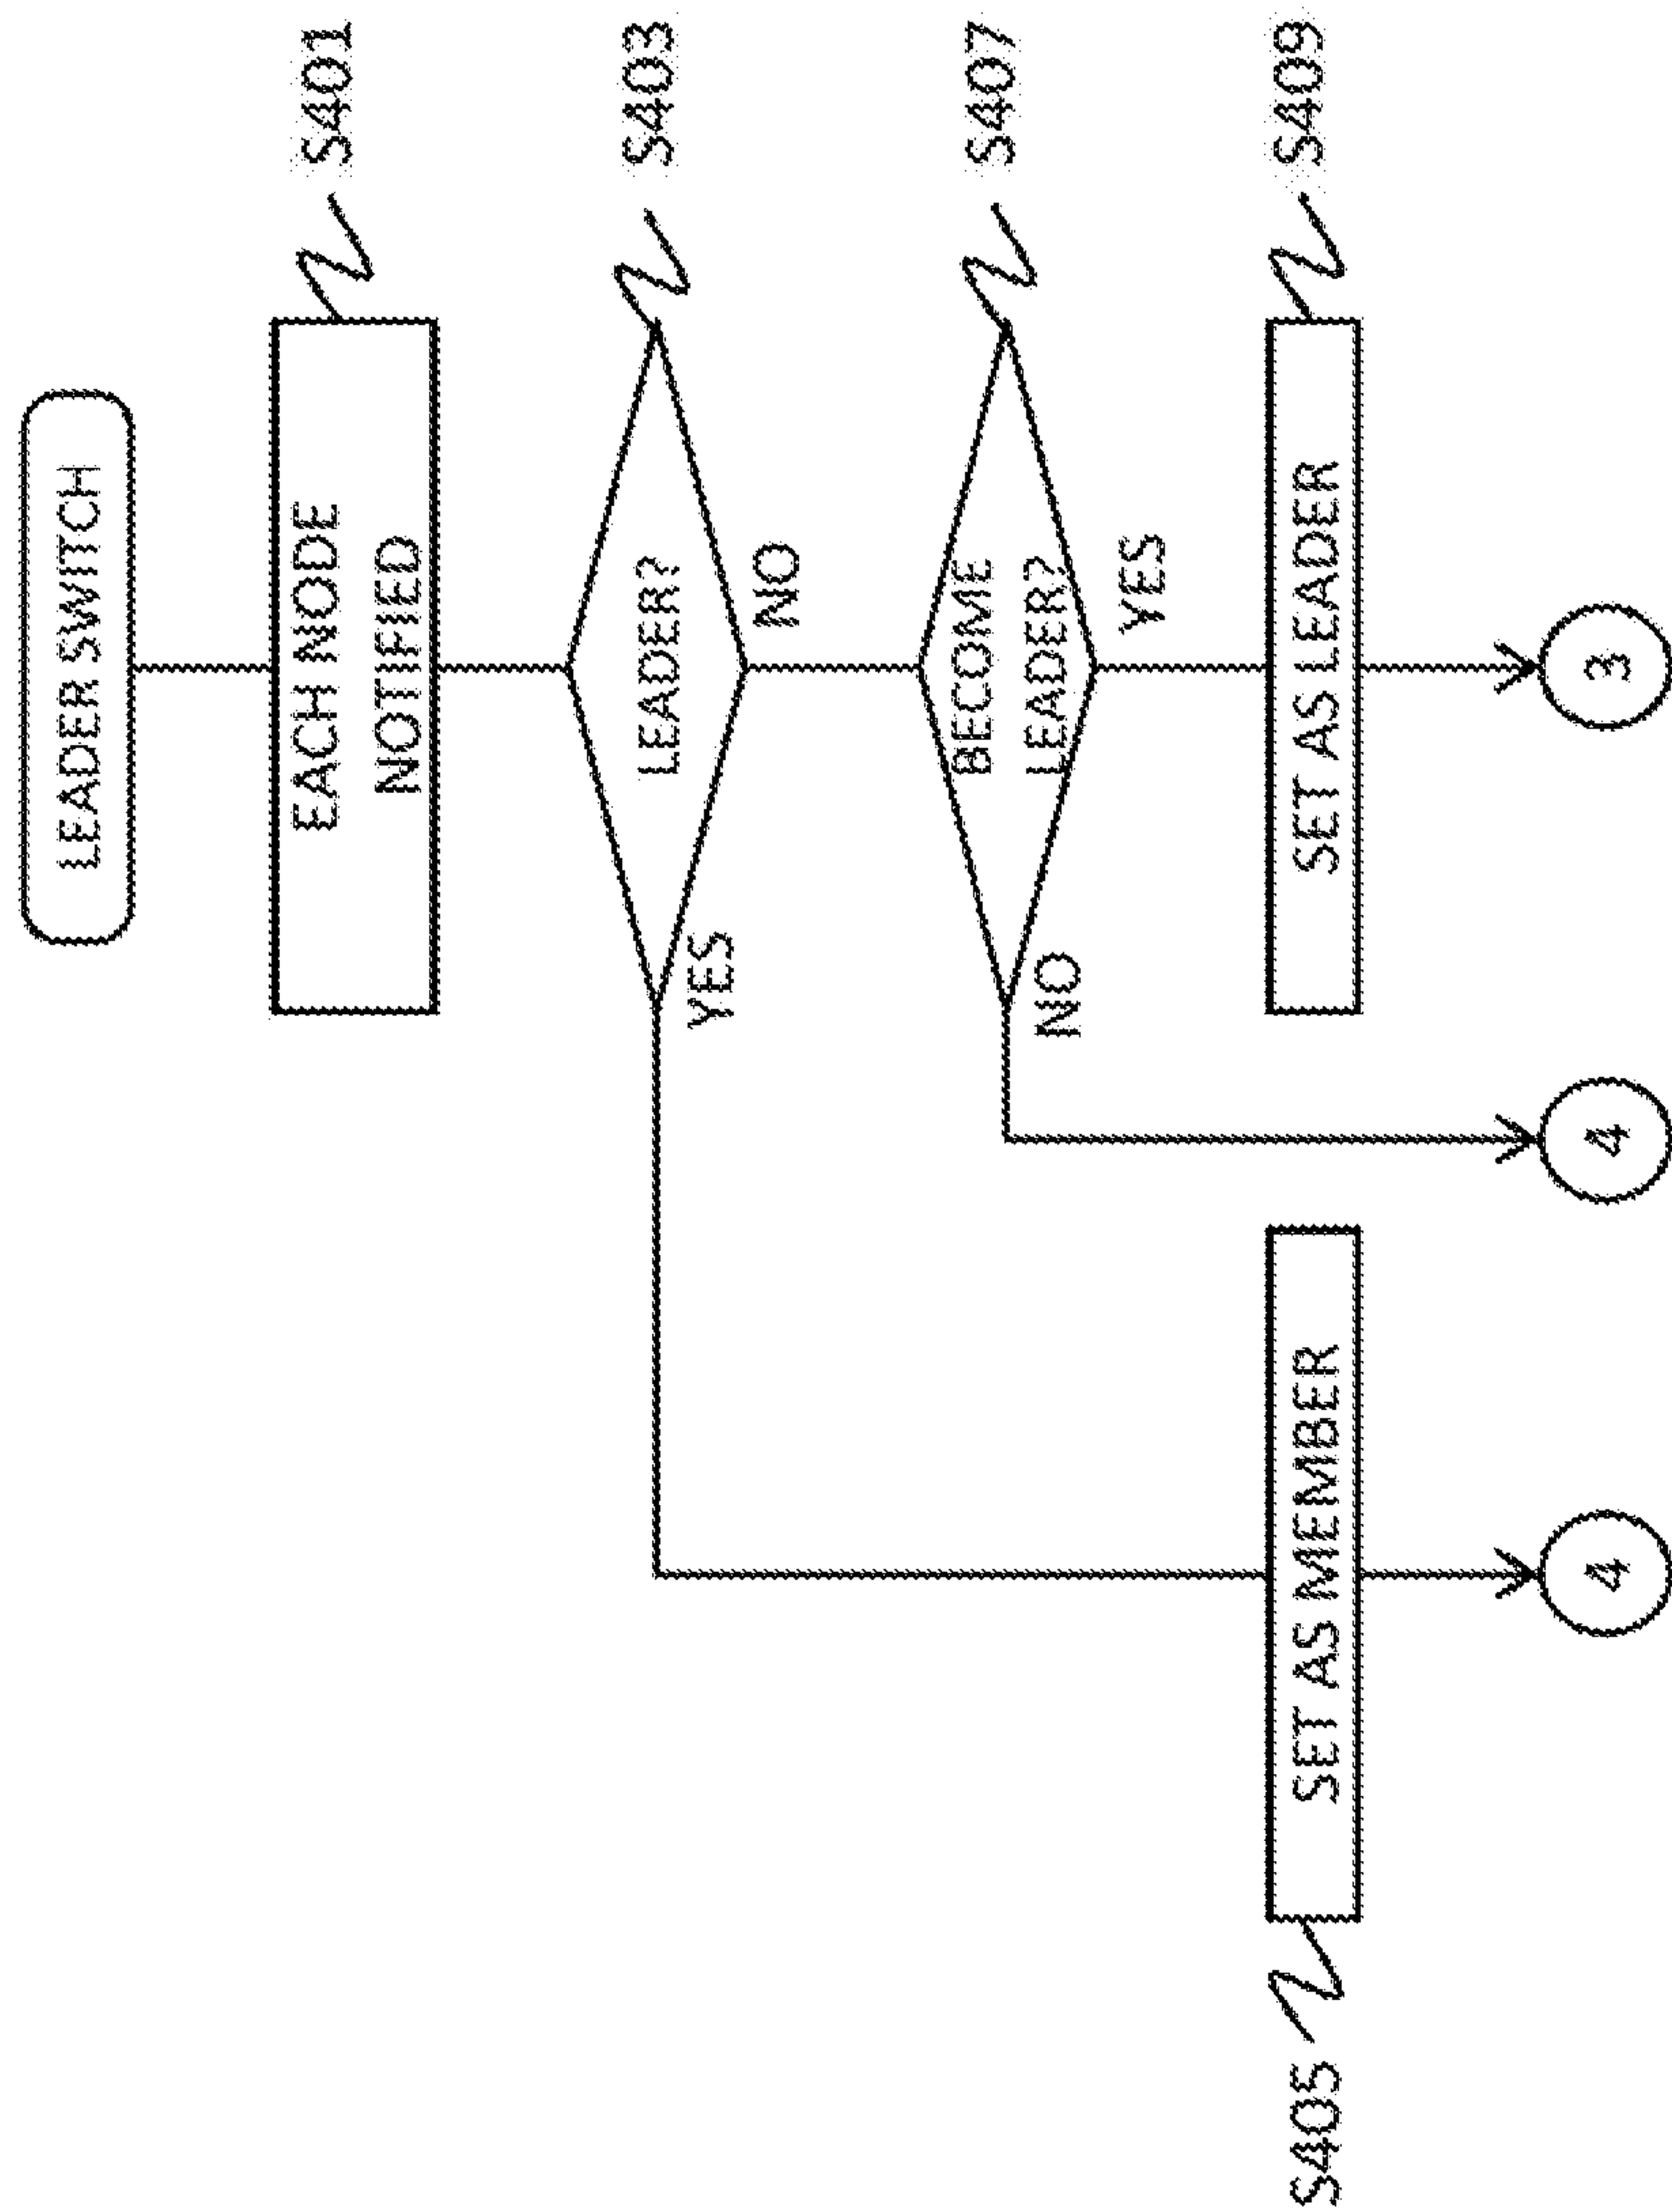 LEADER SWITCH
EACH NODE
NOTIFIED
S401
LEADER?
S403
YES
NO
BECOME
LEADER?
S407
NO
YES
S405
SET AS MEMBER
SET AS LEADER
S409
4
4
3